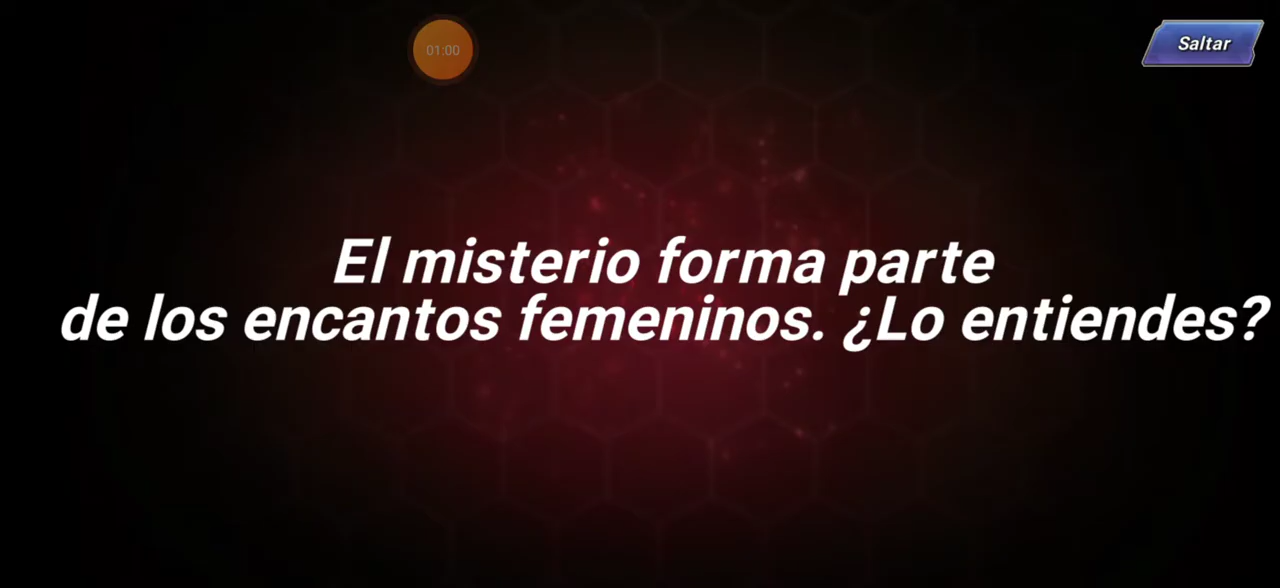 01:00
Saltar
El misterio forma parte
de los encantos femeninos. ¿Lo entiendes?